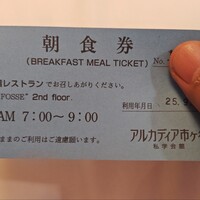 朝食券
(BREAKFAST MEAL TICKET)
No.
レストランでお召しあがりください。
FOSSE" 2nd floor.
利用年月日 25.9
AM 7:00～9:00
アルカディア市ヶ
私学会館
ままのご利用はご遠慮願います。